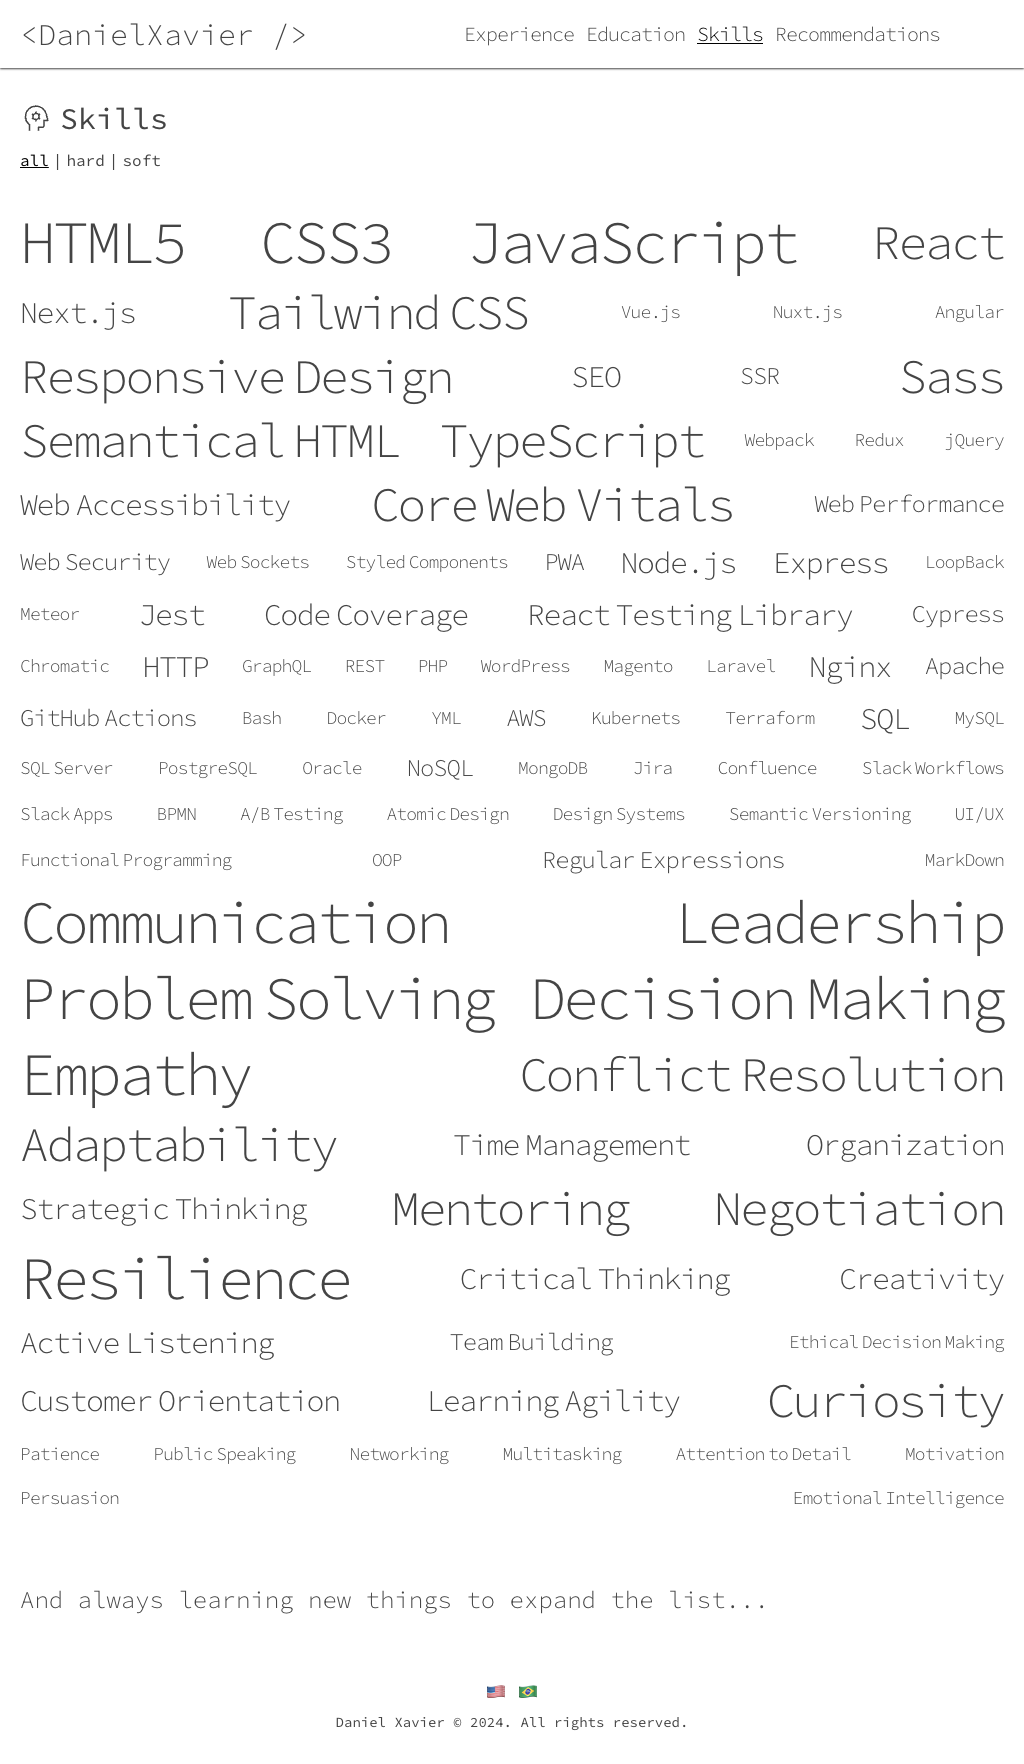 <DanielXavier /> Experience Education Skills Recommendations
Skills
all | hard | soft
HTML5 CSS3 JavaScript React
Next.js Tailwind CSS Vue.js Nuxt.js Angular
Responsive Design SEO SSR Sass
Semantical HTML TypeScript Webpack Redux jQuery
Web Accessibility Core Web Vitals Web Performance
Web Security Web Sockets Styled Components PWA Node.js Express LoopBack
Meteor Jest Code Coverage React Testing Library Cypress
Chromatic HTTP GraphQL REST PHP WordPress Magento Laravel Nginx Apache
GitHub Actions Bash Docker YML AWS Kubernetes Terraform SQL MySQL
SQL Server PostgreSQL Oracle NoSQL MongoDB Jira Confluence Slack Workflows
Slack Apps BPMN A/B Testing Atomic Design Design Systems Semantic Versioning UI/UX
Functional Programming OOP Regular Expressions MarkDown
Communication Leadership
Problem Solving Decision Making
Empathy Conflict Resolution
Adaptability Time Management Organization
Strategic Thinking Mentoring Negotiation
Resilience Critical Thinking Creativity
Active Listening Team Building Ethical Decision Making
Customer Orientation Learning Agility Curiosity
Patience Public Speaking Networking Multitasking Attention to Detail Motivation
Persuasion Emotional Intelligence
And always learning new things to expand the list...
Daniel Xavier © 2024. All rights reserved.